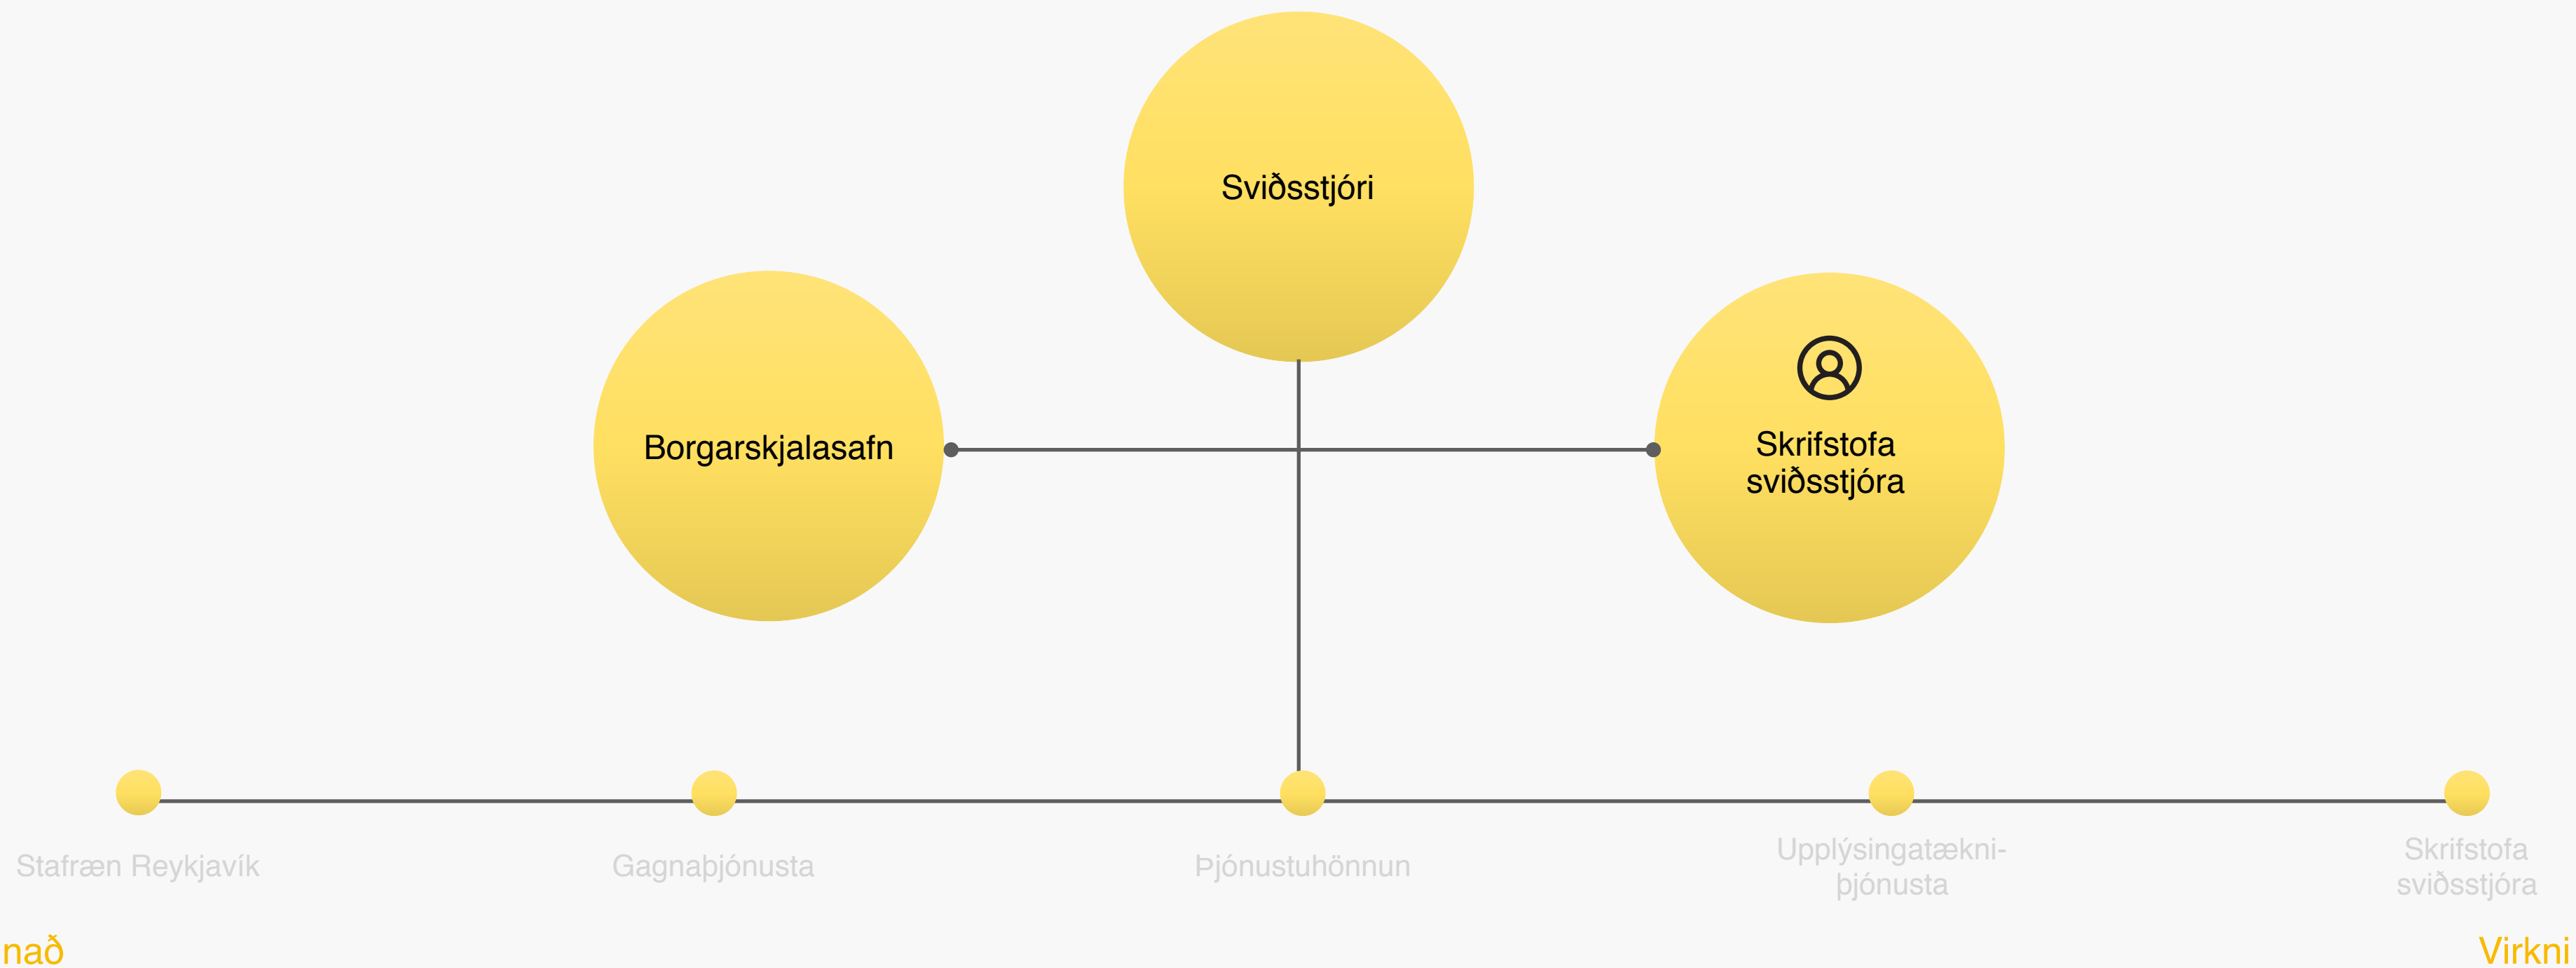 Sviðsstjóri
Borgarskjalasafn
Skrifstofa
sviðsstjóra
Stafræn Reykjavík
Gagnaþjónusta
Þjónustuhönnun
Upplýsingatækni-
þjónusta
Skrifstofa
sviðsstjóra
nað
Virkni